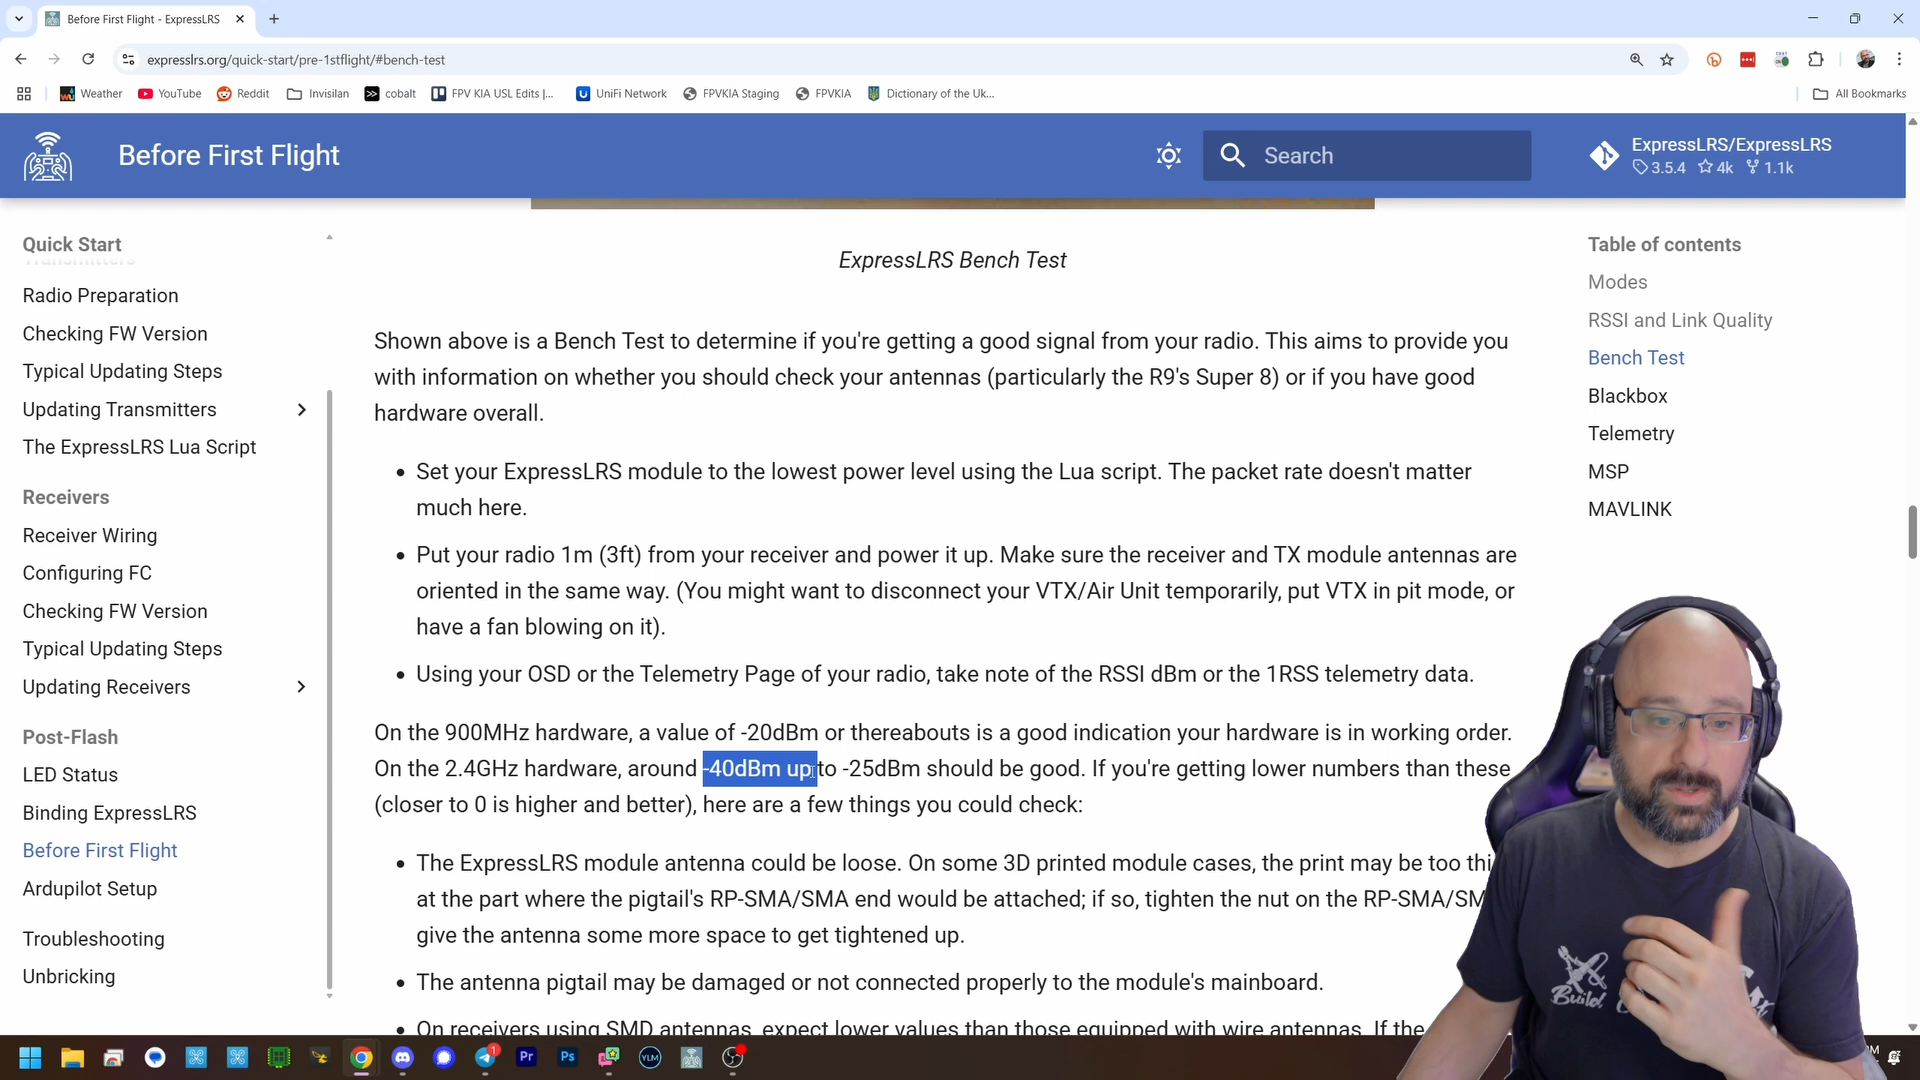 Before First Flight - ExpressLRS
expresslrs.org/quick-start/pre-1stflight/#bench-test
Weather
YouTube
Reddit
Invisilan
cobalt
FPV KIA USL Edits |...
UniFi Network
FPVKIA Staging
FPVKIA
Dictionary of the Uk...
All Bookmarks
Before First Flight
Search
ExpressLRS/ExpressLRS
3.5.4 4k 1.1k
Quick Start
Radio Preparation
Checking FW Version
Typical Updating Steps
Updating Transmitters
The ExpressLRS Lua Script
Receivers
Receiver Wiring
Configuring FC
Checking FW Version
Typical Updating Steps
Updating Receivers
Post-Flash
LED Status
Binding ExpressLRS
Before First Flight
Ardupilot Setup
Troubleshooting
Unbricking
ExpressLRS Bench Test
Shown above is a Bench Test to determine if you're getting a good signal from your radio. This aims to provide you
with information on whether you should check your antennas (particularly the R9's Super 8) or if you have good
hardware overall.
• Set your ExpressLRS module to the lowest power level using the Lua script. The packet rate doesn't matter
much here.
• Put your radio 1m (3ft) from your receiver and power it up. Make sure the receiver and TX module antennas are
oriented in the same way. (You might want to disconnect your VTX/Air Unit temporarily, put VTX in pit mode, or
have a fan blowing on it).
• Using your OSD or the Telemetry Page of your radio, take note of the RSSI dBm or the 1RSS telemetry data.
On the 900MHz hardware, a value of -20dBm or thereabouts is a good indication your hardware is in working order.
On the 2.4GHz hardware, around -40dBm up to -25dBm should be good. If you're getting lower numbers than these
(closer to 0 is higher and better), here are a few things you could check:
• The ExpressLRS module antenna could be loose. On some 3D printed module cases, the print may be too thi
at the part where the pigtail's RP-SMA/SMA end would be attached; if so, tighten the nut on the RP-SMA/SM
give the antenna some more space to get tightened up.
• The antenna pigtail may be damaged or not connected properly to the module's mainboard.
• On receivers using SMD antennas, expect lower values than those equipped with wire antennas. If the
Table of contents
Modes
RSSI and Link Quality
Bench Test
Blackbox
Telemetry
MSP
MAVLINK
Build
1
Pr
Ps
YLM